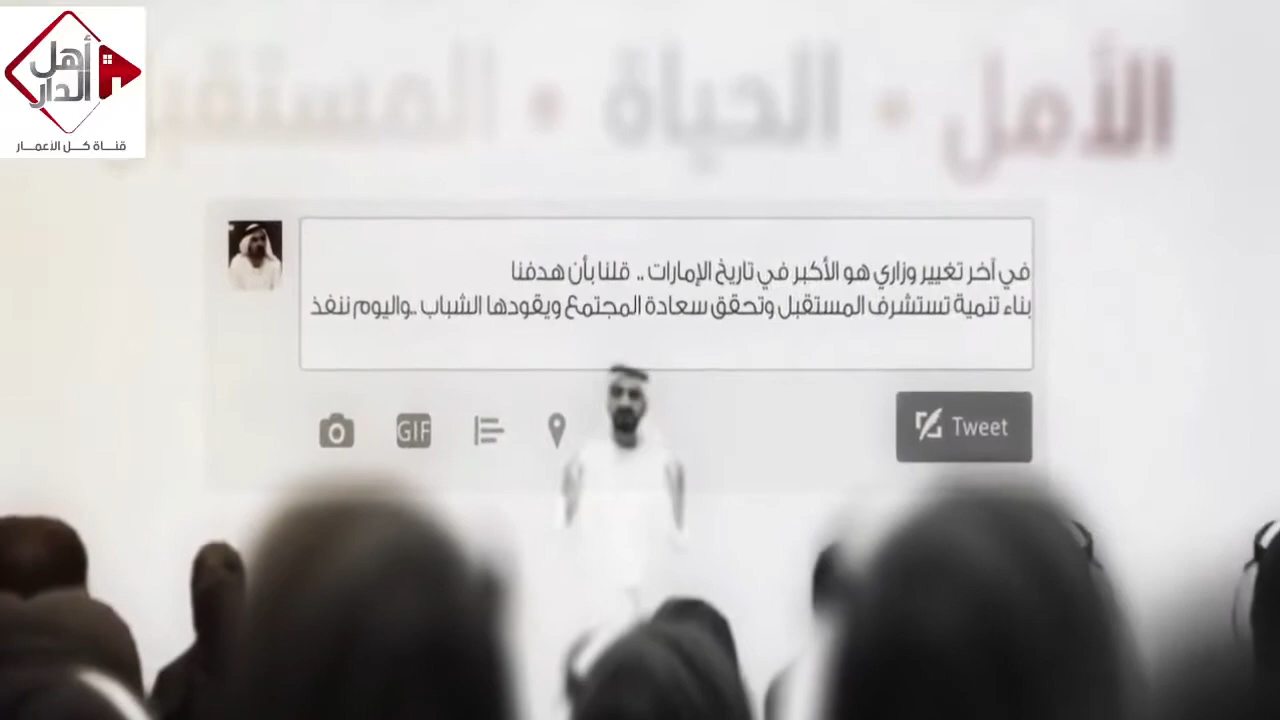 أهل
الدار
قناة كل الأعمار
الأمل • الحياة • المستقبل
في آخر تغيير وزاري هو الأكبر في تاريخ الإمارات .. قلنا بأن هدفنا
بناء تنمية تستشرف المستقبل وتحقق سعادة المجتمع ويقودها الشباب ..واليوم ننفذ
GIF
Tweet